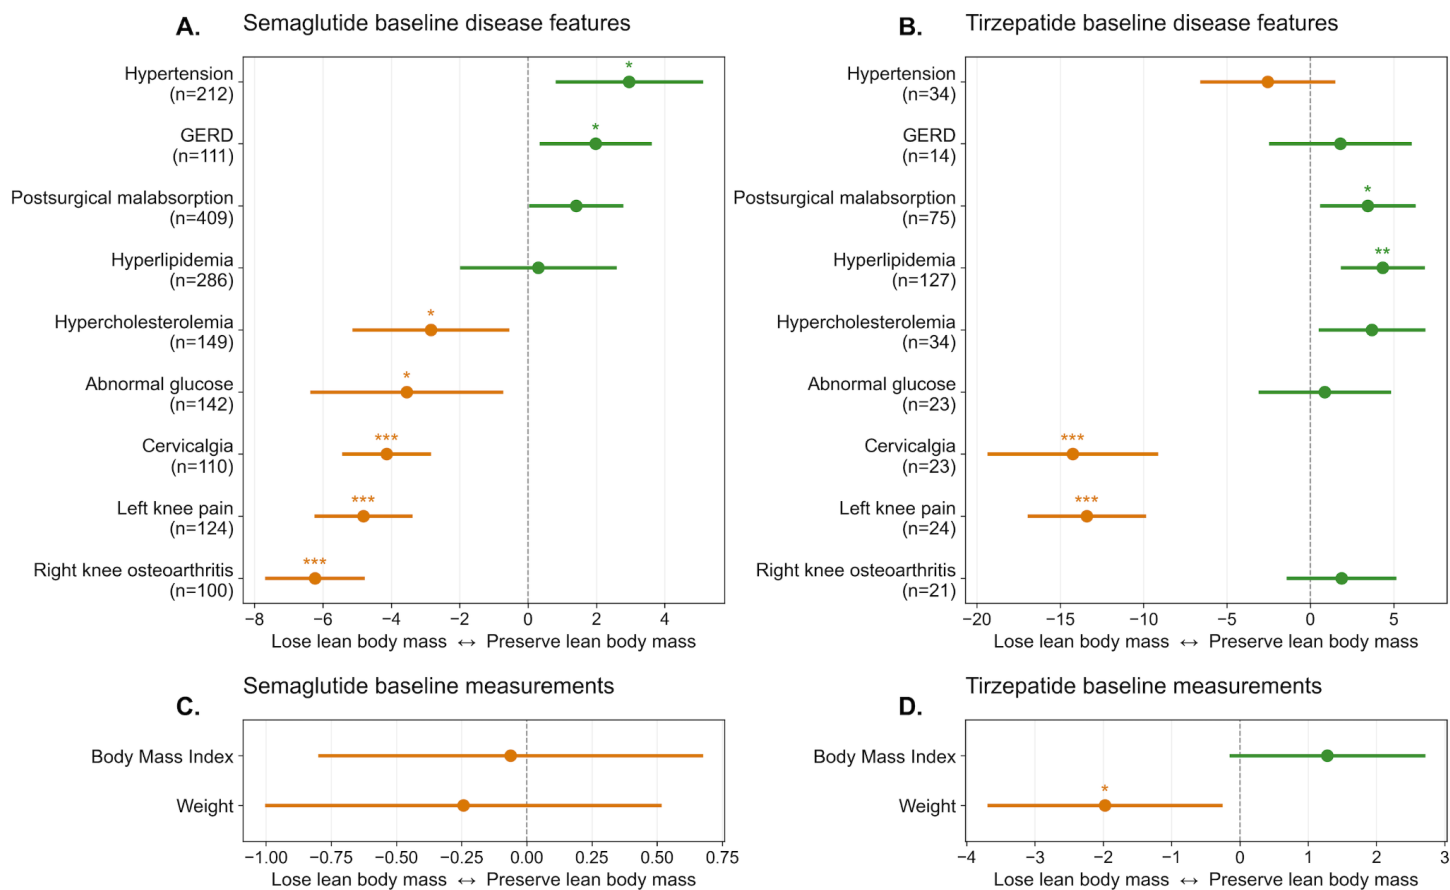 A.
Semaglutide baseline disease features
Hypertension
(n=212)
*
GERD
(n=111)
*
Postsurgical malabsorption
(n=409)
Hyperlipidemia
(n=286)
Hypercholesterolemia
(n=149)
*
Abnormal glucose
(n=142)
*
Cervicalgia
(n=110)
***
Left knee pain
(n=124)
***
Right knee osteoarthritis
(n=100)
***
−8 −6 −4 −2 0 2 4
Lose lean body mass ↔ Preserve lean body mass
B.
Tirzepatide baseline disease features
Hypertension
(n=34)
GERD
(n=14)
Postsurgical malabsorption
(n=75)
*
Hyperlipidemia
(n=127)
**
Hypercholesterolemia
(n=34)
Abnormal glucose
(n=23)
Cervicalgia
(n=23)
***
Left knee pain
(n=24)
***
Right knee osteoarthritis
(n=21)
−20 −15 −10 −5 0 5
Lose lean body mass ↔ Preserve lean body mass
C.
Semaglutide baseline measurements
Body Mass Index
Weight
−1.00 −0.75 −0.50 −0.25 0.00 0.25 0.50 0.75
Lose lean body mass ↔ Preserve lean body mass
D.
Tirzepatide baseline measurements
Body Mass Index
Weight
*
−4 −3 −2 −1 0 1 2 3
Lose lean body mass ↔ Preserve lean body mass